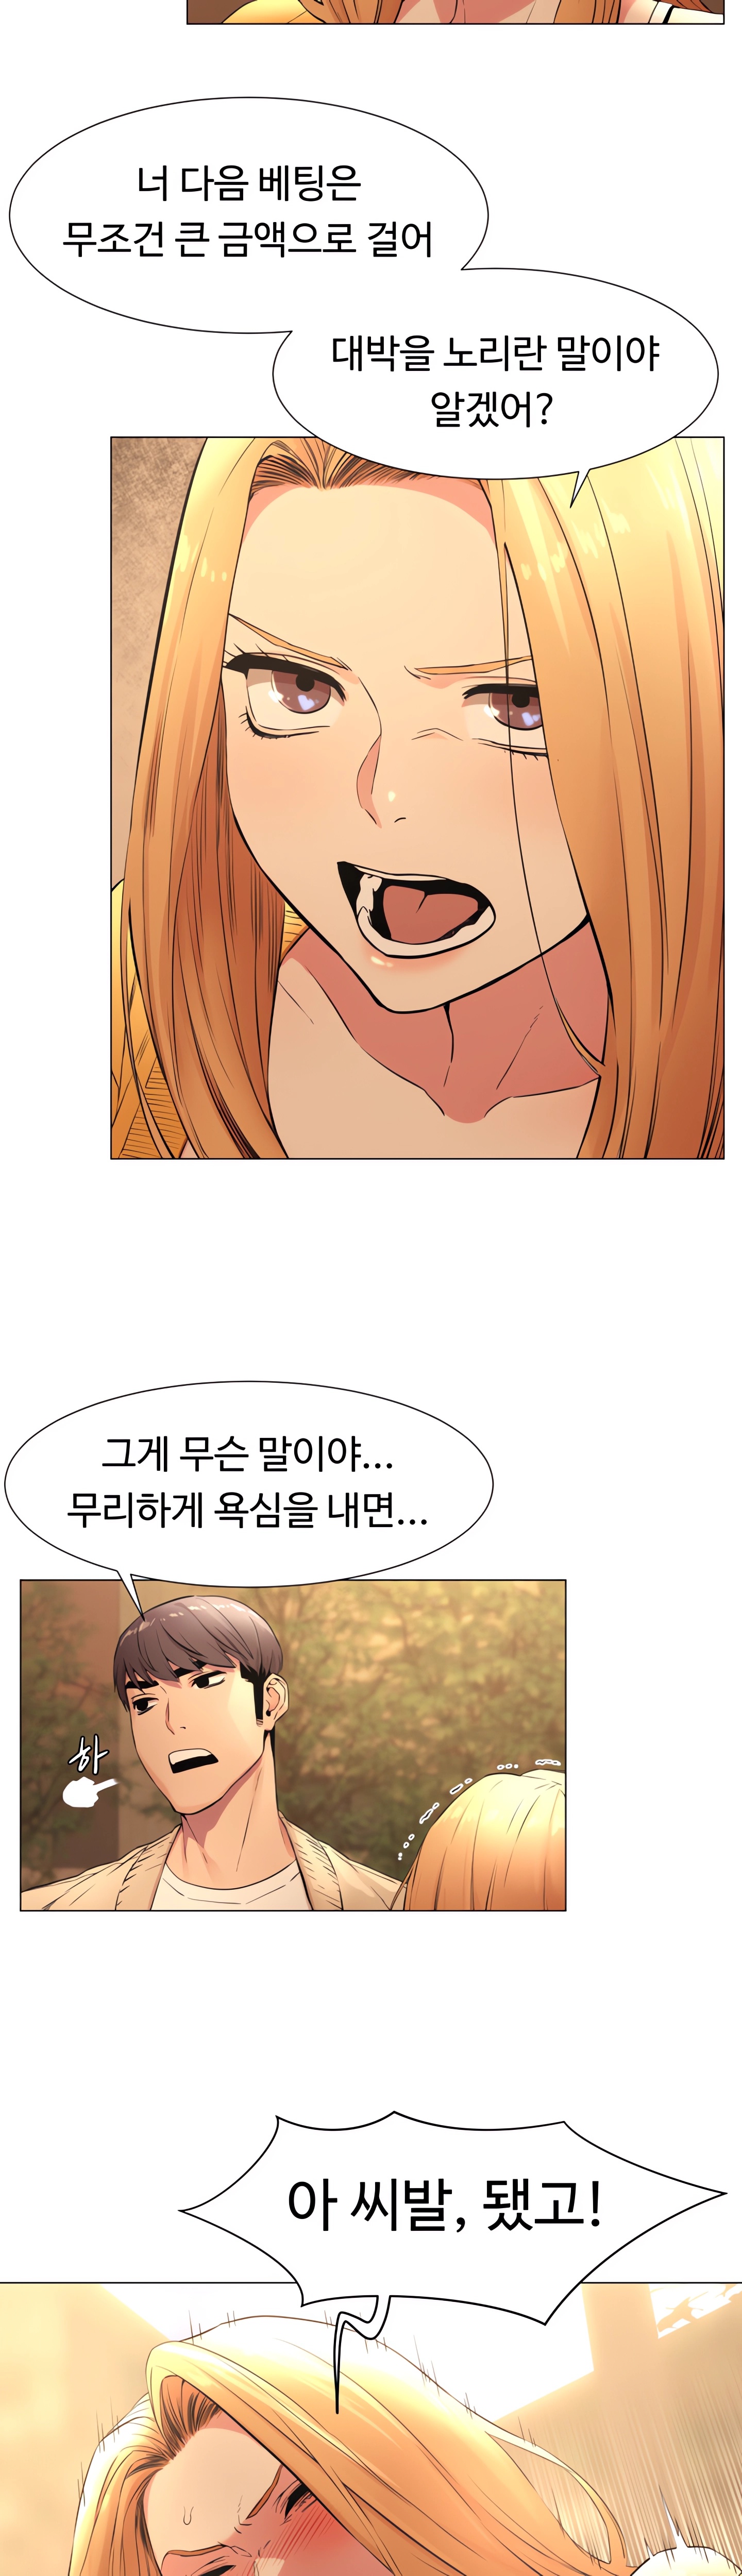 너 다음 베팅은
무조건 큰 금액으로 걸어
대박을 노리란 말이야
알겠어?
그게 무슨 말이야...
무리하게 욕심을 내면...
하
아 씨발, 됐고!